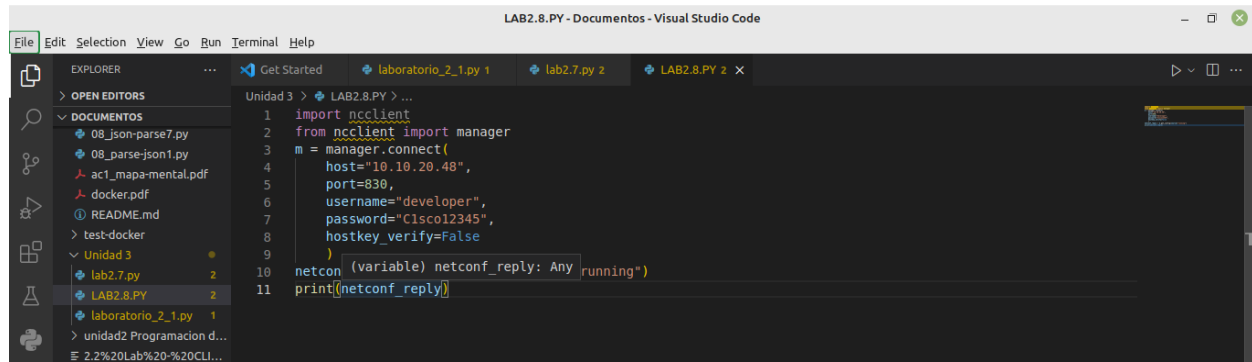 LAB2.8.PY - Documentos - Visual Studio Code
File Edit Selection View Go Run Terminal Help
EXPLORER ...
Get Started
laboratorio_2_1.py 1
lab2.7.py 2
LAB2.8.PY 2
> OPEN EDITORS
DOCUMENTOS
08_json-parse7.py
08_parse-json1.py
ac1_mapa-mental.pdf
docker.pdf
README.md
> test-docker
Unidad 3
lab2.7.py 2
LAB2.8.PY 2
laboratorio_2_1.py 1
> unidad2 Programacion d...
2.2%20Lab%20-%20CLI...
Unidad 3 > LAB2.8.PY > ...
1 import ncclient
2 from ncclient import manager
3 m = manager.connect(
4 host="10.10.20.48",
5 port=830,
6 username="developer",
7 password="C1sco12345",
8 hostkey_verify=False
9 )
(variable) netconf_reply: Any
10 netcon running")
11 print(netconf_reply)